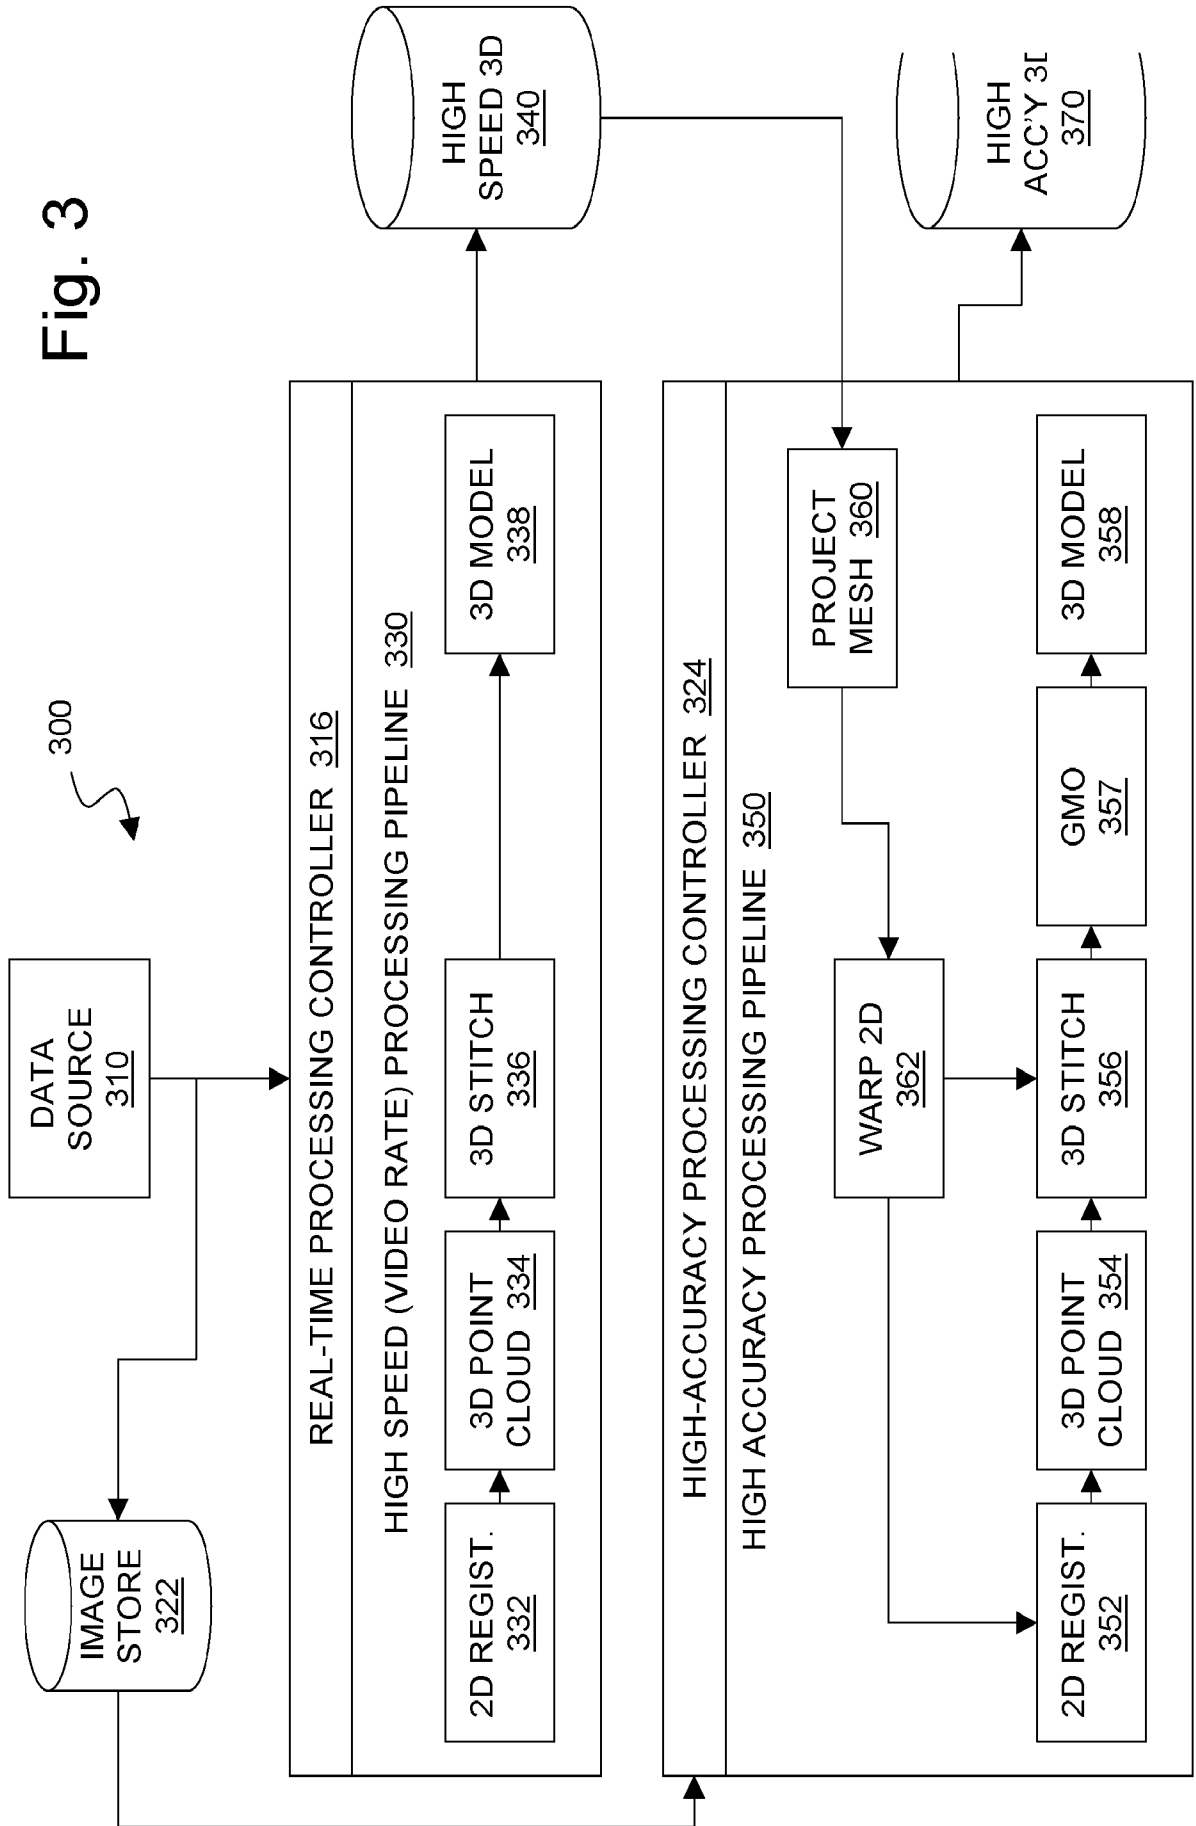 Fig. 3
300
DATA
SOURCE
310
IMAGE
STORE
322
REAL-TIME PROCESSING CONTROLLER 316
HIGH SPEED (VIDEO RATE) PROCESSING PIPELINE 330
2D REGIST.
332
3D POINT
CLOUD 334
3D STITCH
336
3D MODEL
338
HIGH
SPEED 3D
340
HIGH-ACCURACY PROCESSING CONTROLLER 324
HIGH ACCURACY PROCESSING PIPELINE 350
PROJECT
MESH 360
WARP 2D
362
2D REGIST.
352
3D POINT
CLOUD 354
3D STITCH
356
GMO
357
3D MODEL
358
HIGH
ACC'Y 3D
370